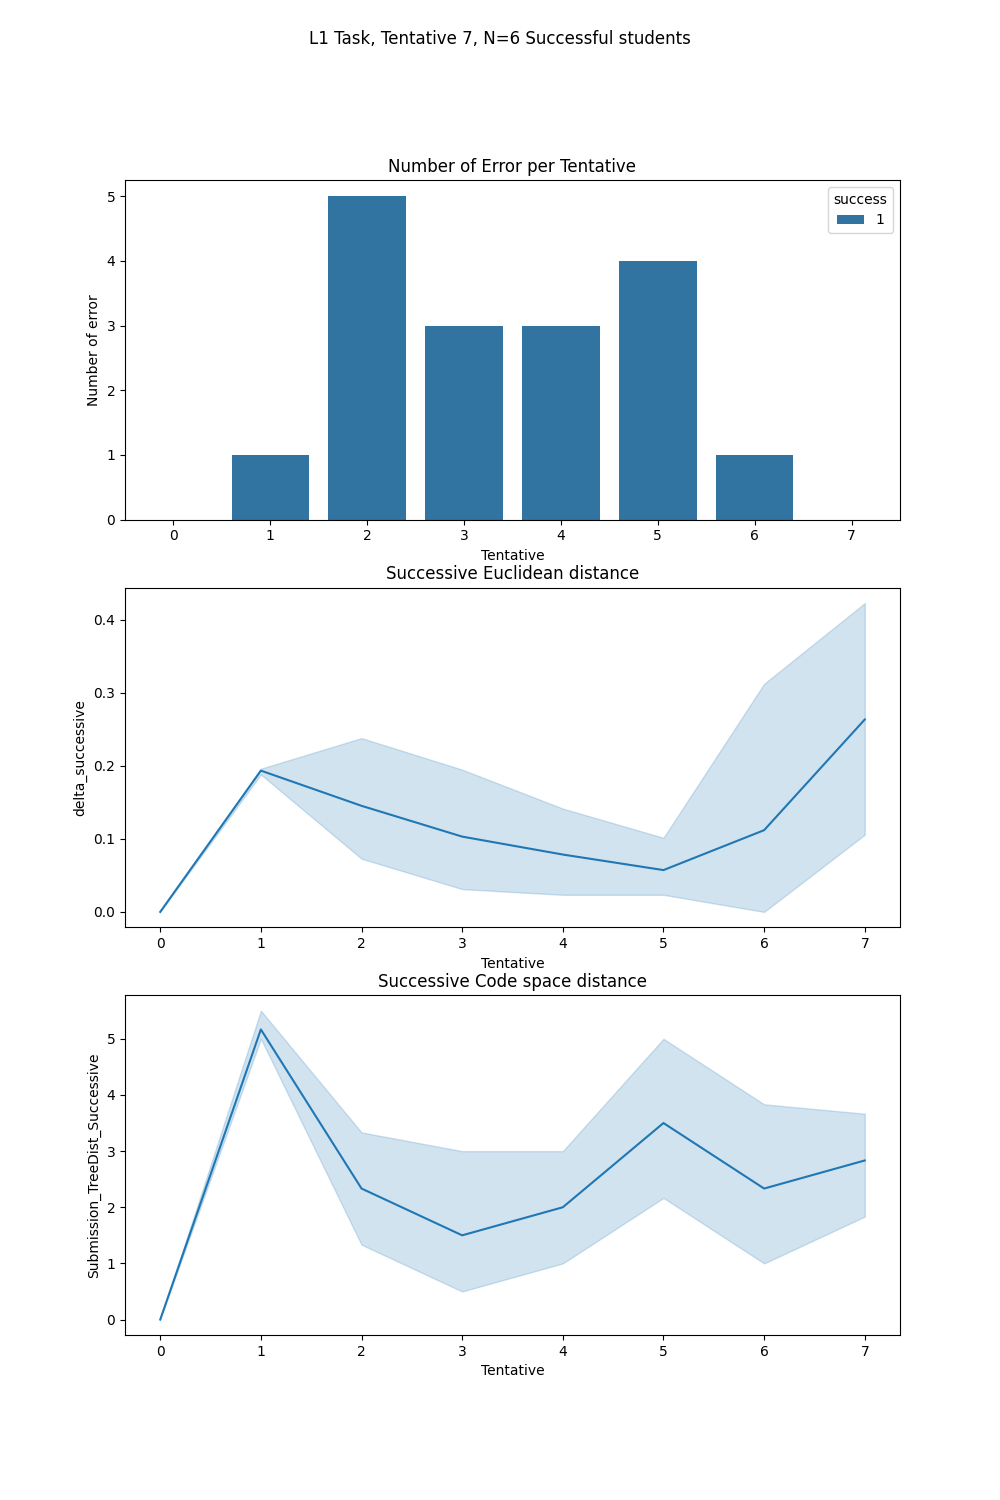 L1 Task, Tentative 7, N=6 Successful students
Number of Error per Tentative
success
1
Number of error
5
4
3
2
1
0
0 1 2 3 4 5 6 7
Tentative
Successive Euclidean distance
delta_successive
0.4
0.3
0.2
0.1
0.0
0 1 2 3 4 5 6 7
Tentative
Successive Code space distance
Submission_TreeDist_Successive
5
4
3
2
1
0
0 1 2 3 4 5 6 7
Tentative